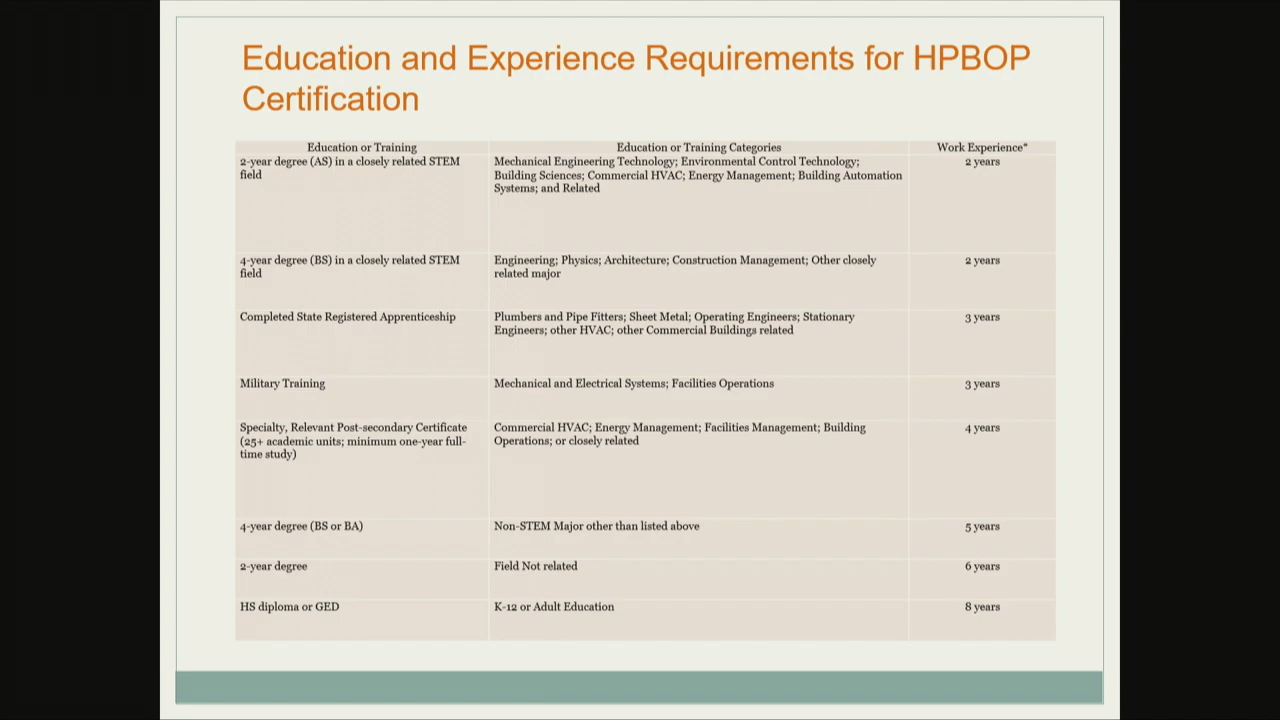 Education and Experience Requirements for HPBOP
Certification
Education or Training
Education or Training Categories
Work Experience*
2-year degree (AS) in a closely related STEM
field
Mechanical Engineering Technology; Environmental Control Technology;
Building Sciences; Commercial HVAC; Energy Management; Building Automation
Systems; and Related
2 years
4-year degree (BS) in a closely related STEM
field
Engineering; Physics; Architecture; Construction Management; Other closely
related major
2 years
Completed State Registered Apprenticeship
Plumbers and Pipe Fitters; Sheet Metal; Operating Engineers; Stationary
Engineers; other HVAC; other Commercial Buildings related
3 years
Military Training
Mechanical and Electrical Systems; Facilities Operations
3 years
Specialty, Relevant Post-secondary Certificate
(25+ academic units; minimum one-year full-
time study)
Commercial HVAC; Energy Management; Facilities Management; Building
Operations; or closely related
4 years
4-year degree (BS or BA)
Non-STEM Major other than listed above
5 years
2-year degree
Field Not related
6 years
HS diploma or GED
K-12 or Adult Education
8 years